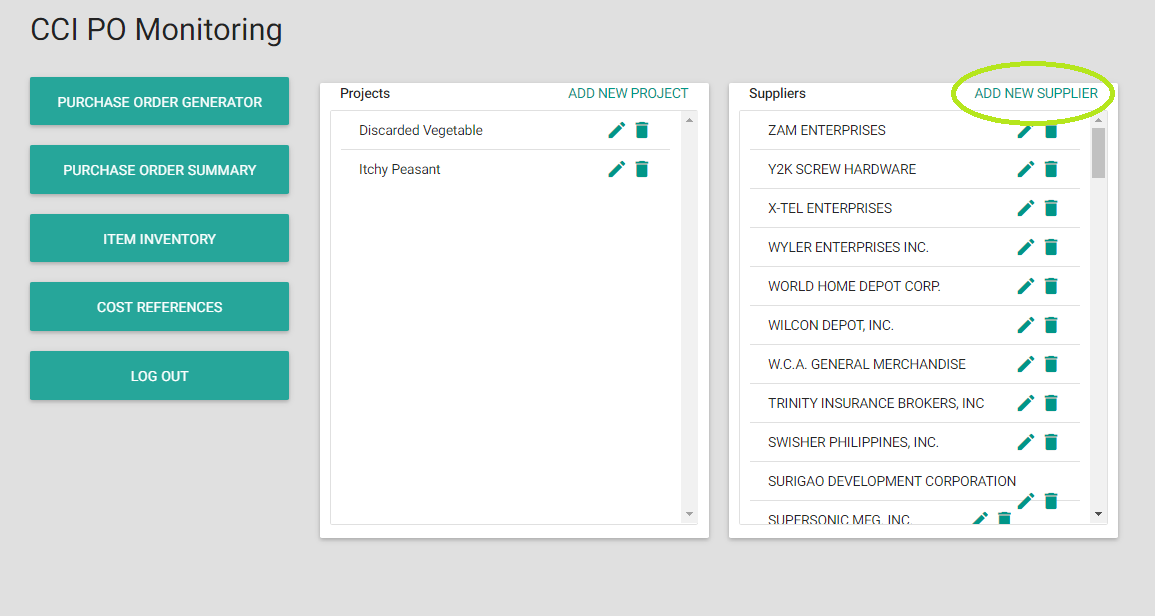 CCI PO Monitoring
PURCHASE ORDER GENERATOR
PURCHASE ORDER SUMMARY
ITEM INVENTORY
COST REFERENCES
LOG OUT
Projects
ADD NEW PROJECT
Discarded Vegetable
Itchy Peasant
Suppliers
ADD NEW SUPPLIER
ZAM ENTERPRISES
Y2K SCREW HARDWARE
X-TEL ENTERPRISES
WYLER ENTERPRISES INC.
WORLD HOME DEPOT CORP.
WILCON DEPOT, INC.
W.C.A. GENERAL MERCHANDISE
TRINITY INSURANCE BROKERS, INC
SWISHER PHILIPPINES, INC.
SURIGAO DEVELOPMENT CORPORATION
SUPERSONIC MFG. INC.